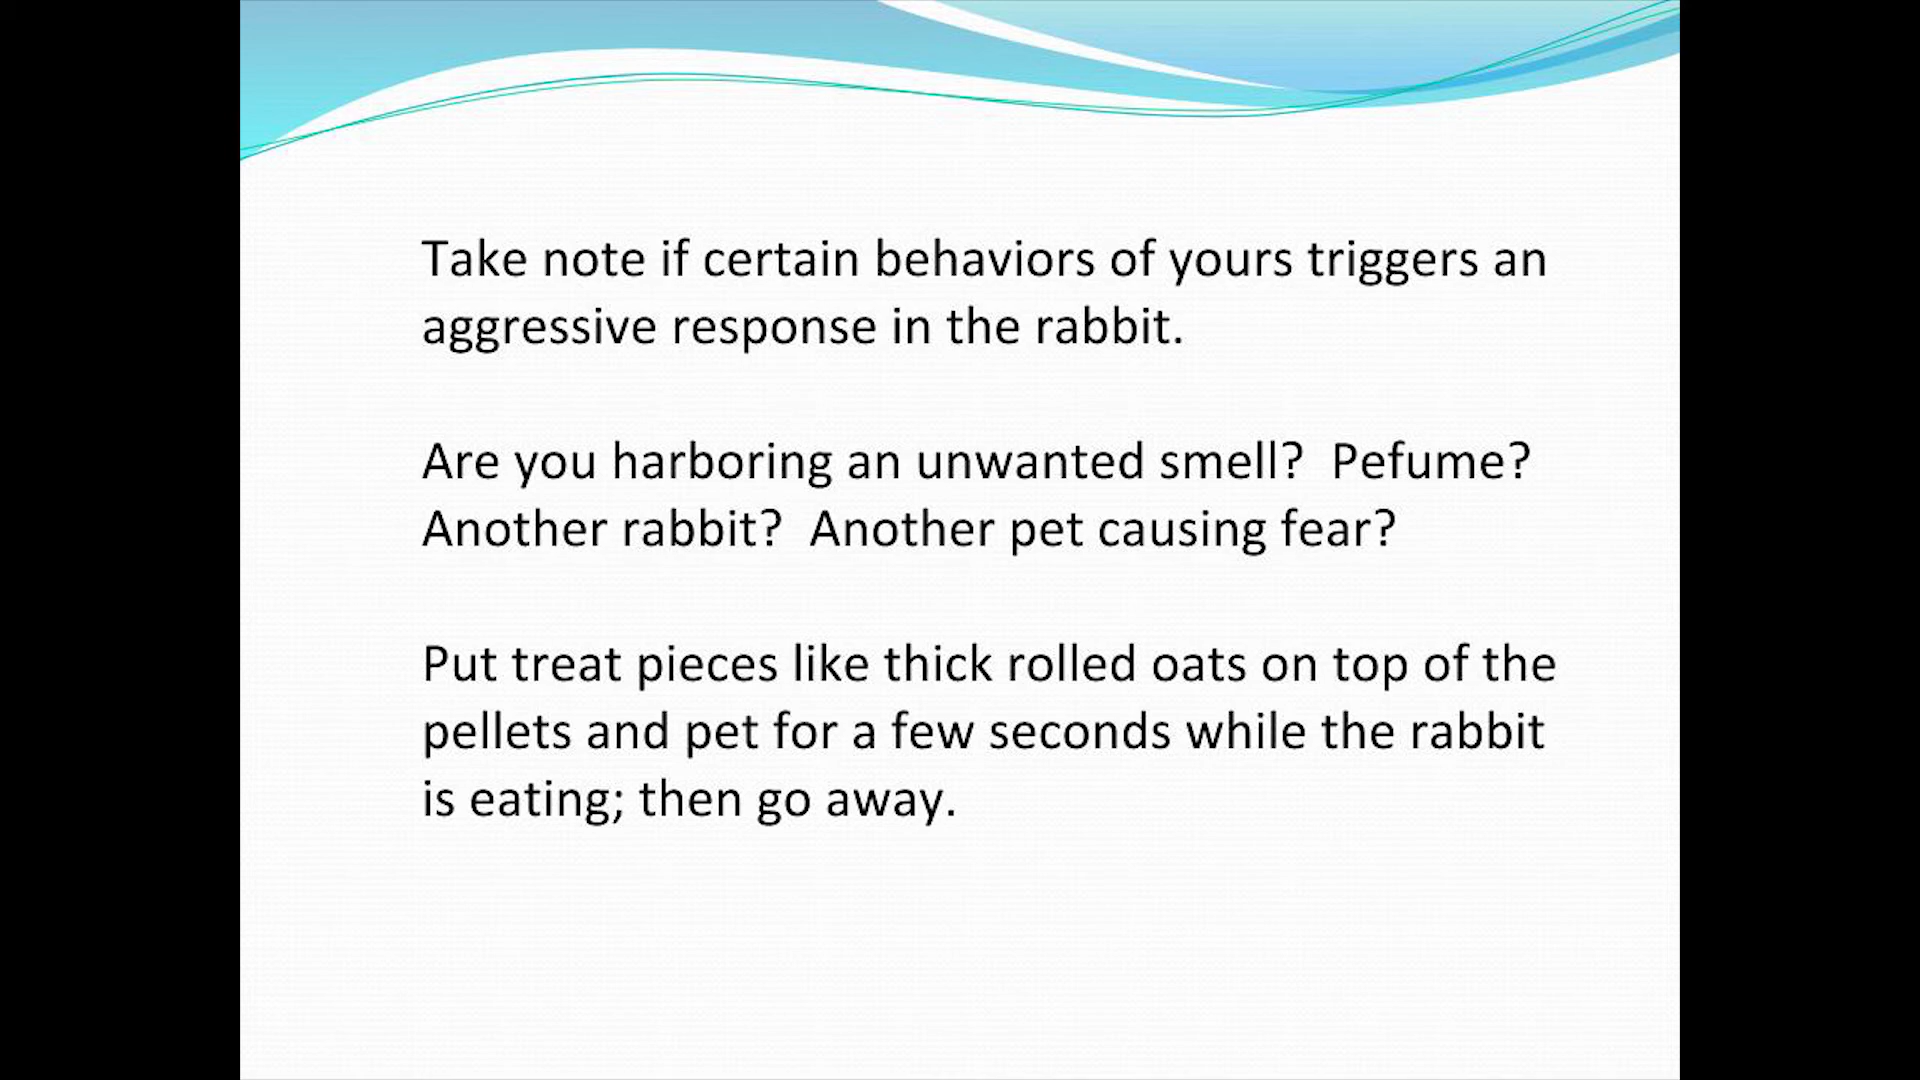 Take note if certain behaviors of yours triggers an
aggressive response in the rabbit.
Are you harboring an unwanted smell?  Pefume?
Another rabbit?  Another pet causing fear?
Put treat pieces like thick rolled oats on top of the
pellets and pet for a few seconds while the rabbit
is eating; then go away.